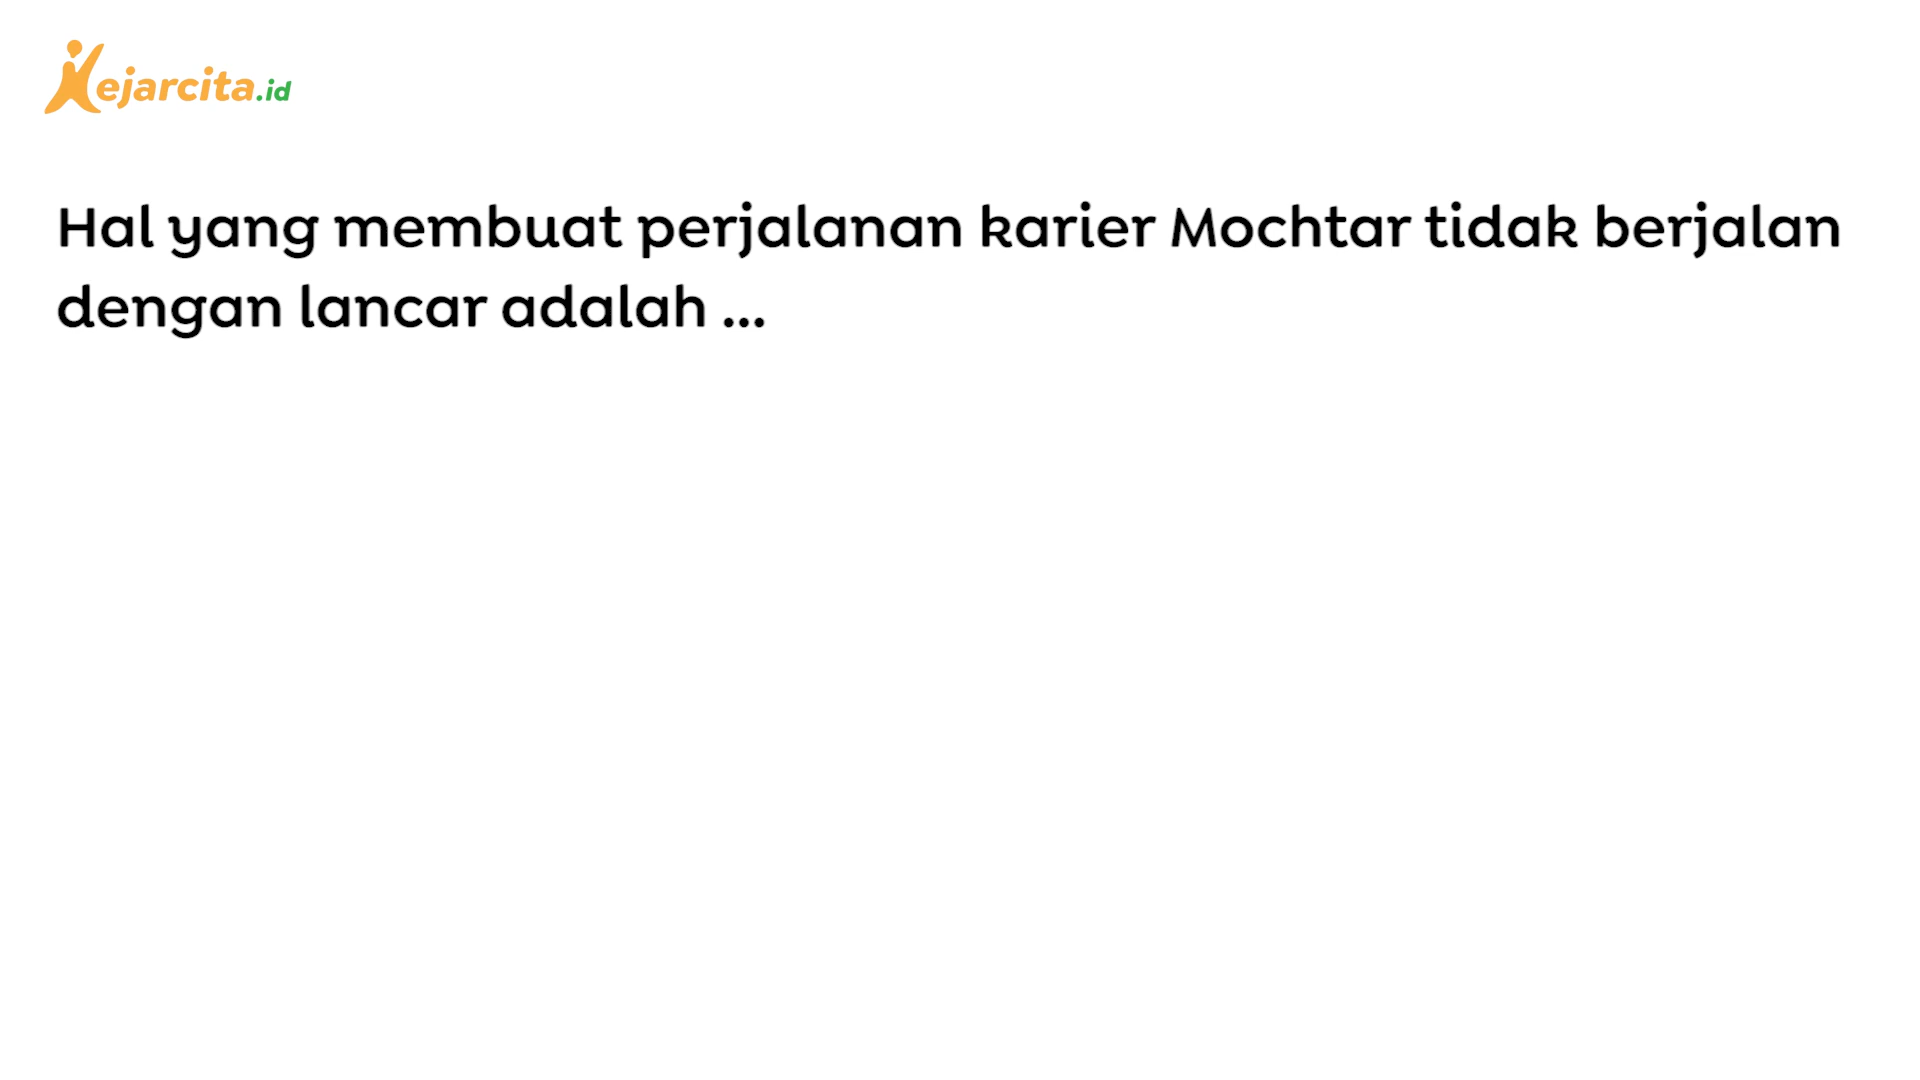 Kejarcita.id
Hal yang membuat perjalanan karier Mochtar tidak berjalan
dengan lancar adalah ...